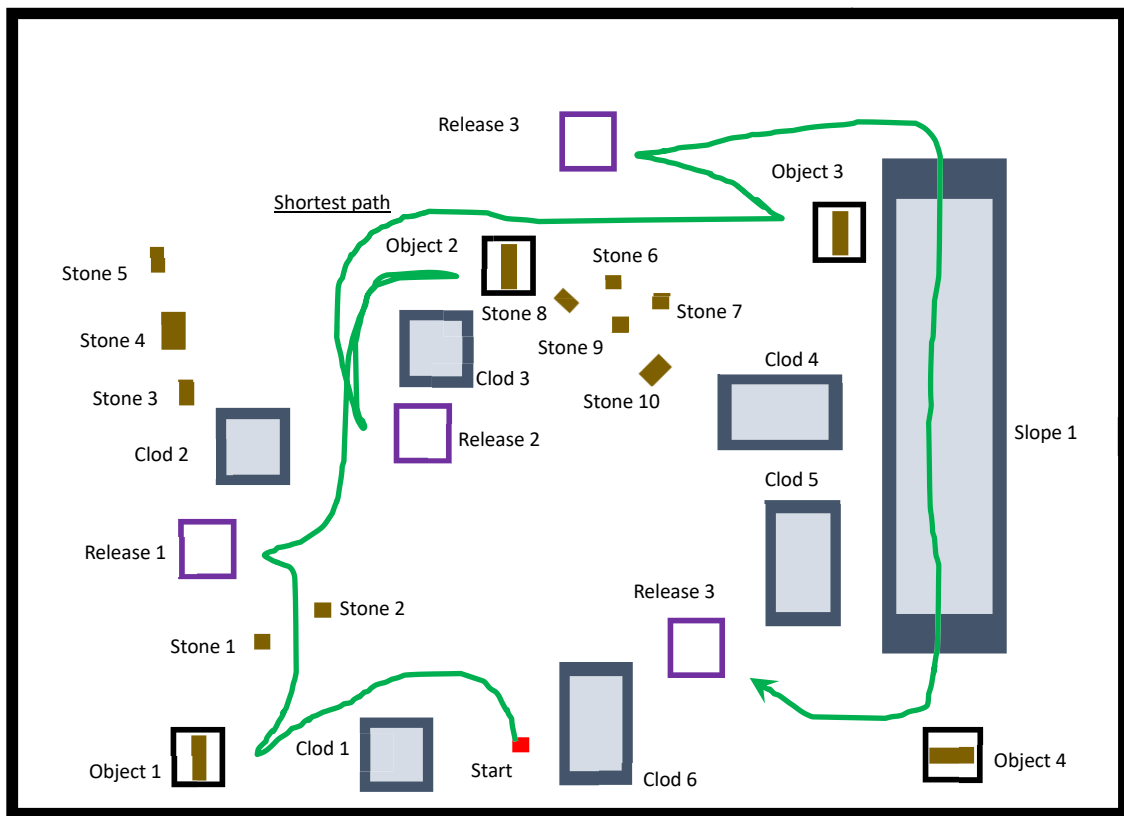 Release 3
Object 3
Shortest path
Object 2
Stone 6
Stone 5
Stone 8
Stone 7
Stone 4
Stone 9
Clod 4
Clod 3
Stone 3
Stone 10
Slope 1
Release 2
Clod 2
Clod 5
Release 1
Release 3
Stone 2
Stone 1
Clod 1
Object 4
Object 1
Start
Clod 6